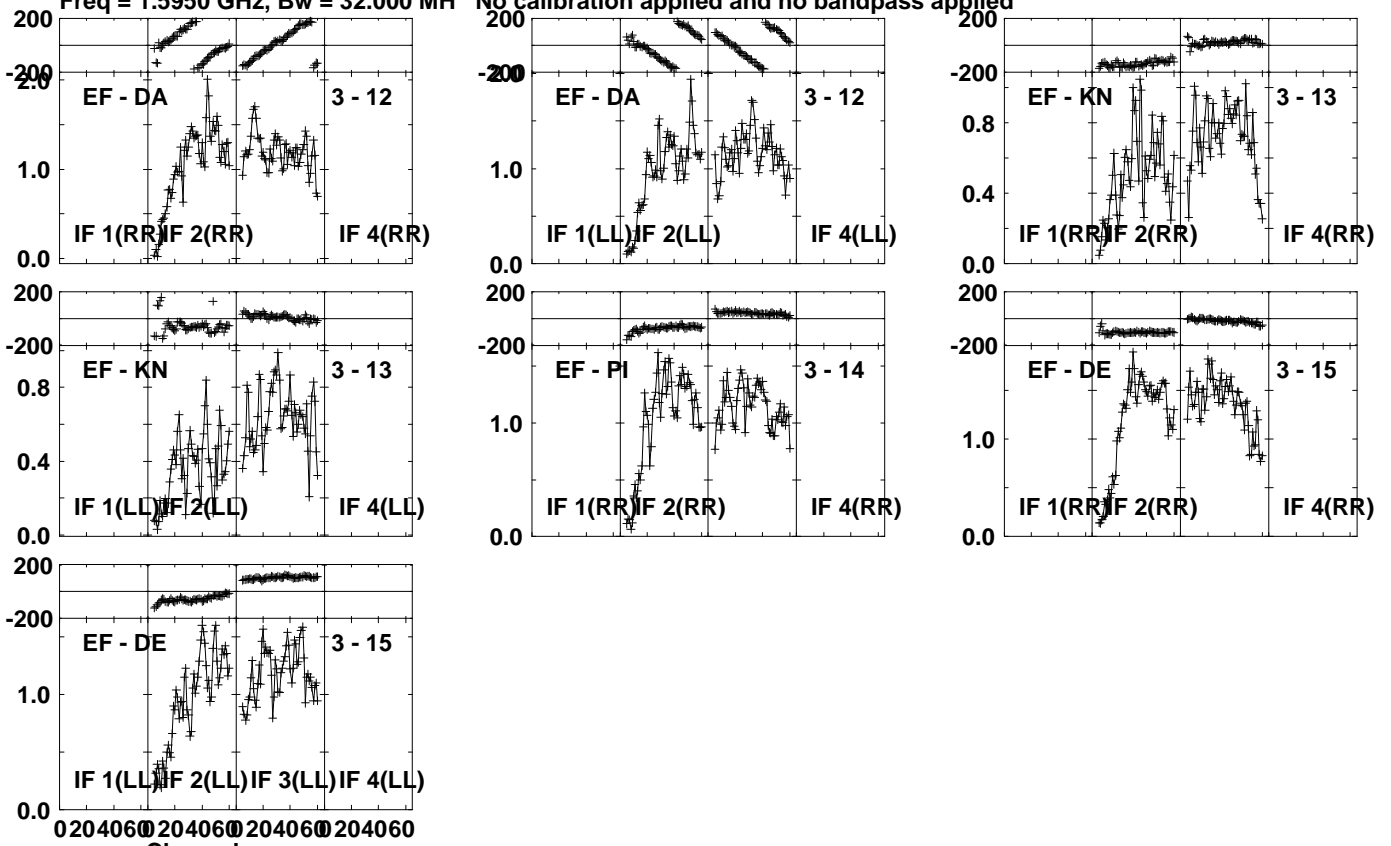 Freq = 1.5950 GHz, Bw = 32.000 MH No calibration applied and no bandpass applied
200 200 200
-200 -200 -200
2.0 2.0
EF - DA 3 - 12 EF - DA 3 - 12 EF - KN 3 - 13
0.8
1.0 1.0
0.4
IF 1(RR) IF 2(RR) IF 4(RR) IF 1(LL) IF 2(LL) IF 4(LL) IF 1(RR) IF 2(RR) IF 4(RR)
0.0 0.0 0.0
200 200 200
-200 -200 -200
EF - KN 3 - 13 EF - PI 3 - 14 EF - DE 3 - 15
0.8
1.0 1.0
0.4
IF 1(LL) IF 2(LL) IF 4(LL) IF 1(RR) IF 2(RR) IF 4(RR) IF 1(RR) IF 2(RR) IF 4(RR)
0.0 0.0 0.0
200
-200
EF - DE 3 - 15
1.0
IF 1(LL) IF 2(LL) IF 3(LL) IF 4(LL)
0.0
0 20 40 60 0 20 40 60 0 20 40 60 0 20 40 60